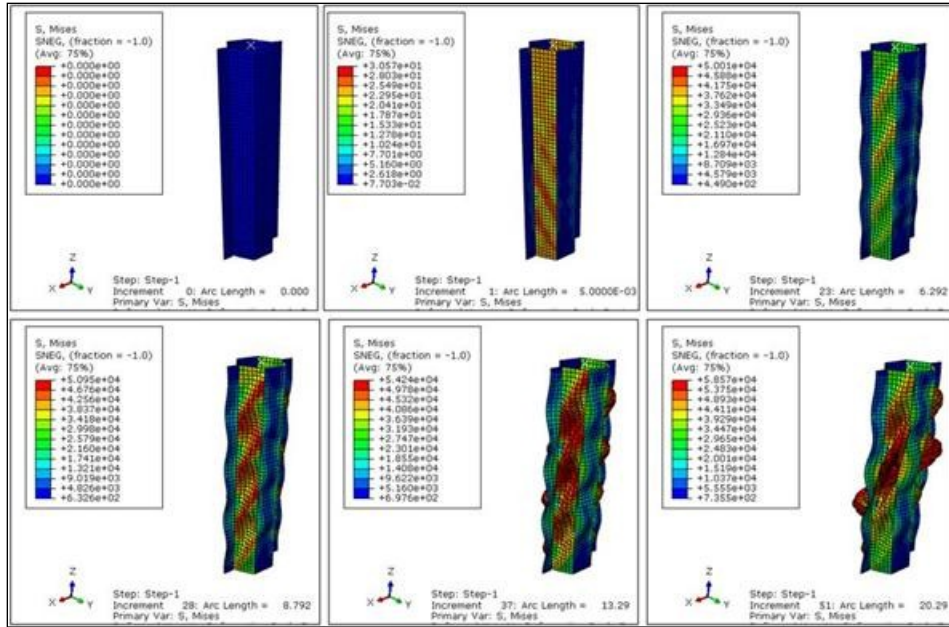 S, Mises
SNEG, (fraction = -1.0)
(Avg: 75%)
+0.000e+00
+0.000e+00
+0.000e+00
+0.000e+00
+0.000e+00
+0.000e+00
+0.000e+00
+0.000e+00
+0.000e+00
+0.000e+00
+0.000e+00
+0.000e+00
+0.000e+00
X
Z
X
Y
Step: Step-1
Increment 0: Arc Length = 0.000
Primary Var: S, Mises
S, Mises
SNEG, (fraction = -1.0)
(Avg: 75%)
+3.057e+01
+2.803e+01
+2.549e+01
+2.295e+01
+2.041e+01
+1.787e+01
+1.533e+01
+1.278e+01
+1.024e+01
+7.701e+00
+5.160e+00
+2.618e+00
+7.703e-02
X
Z
X
Y
Step: Step-1
Increment 1: Arc Length = 5.0000E-03
Primary Var: S, Mises
S, Mises
SNEG, (fraction = -1.0)
(Avg: 75%)
+5.001e+04
+4.588e+04
+4.175e+04
+3.762e+04
+3.349e+04
+2.936e+04
+2.523e+04
+2.110e+04
+1.697e+04
+1.284e+04
+8.709e+03
+4.579e+03
+4.490e+02
Z
X
Y
Step: Step-1
Increment 23: Arc Length = 6.292
Primary Var: S, Mises
S, Mises
SNEG, (fraction = -1.0)
(Avg: 75%)
+5.095e+04
+4.676e+04
+4.256e+04
+3.837e+04
+3.418e+04
+2.998e+04
+2.579e+04
+2.160e+04
+1.741e+04
+1.321e+04
+9.019e+03
+4.826e+03
+6.326e+02
Z
X
Y
Step: Step-1
Increment 28: Arc Length = 8.792
Primary Var: S, Mises
S, Mises
SNEG, (fraction = -1.0)
(Avg: 75%)
+5.424e+04
+4.978e+04
+4.532e+04
+4.086e+04
+3.639e+04
+3.193e+04
+2.747e+04
+2.301e+04
+1.855e+04
+1.408e+04
+9.622e+03
+5.160e+03
+6.976e+02
Z
X
Y
Step: Step-1
Increment 37: Arc Length = 13.29
Primary Var: S, Mises
S, Mises
SNEG, (fraction = -1.0)
(Avg: 75%)
+5.857e+04
+5.375e+04
+4.893e+04
+4.411e+04
+3.929e+04
+3.447e+04
+2.965e+04
+2.483e+04
+2.001e+04
+1.519e+04
+1.037e+04
+5.555e+03
+7.355e+02
Z
X
Y
Step: Step-1
Increment 51: Arc Length = 20.29
Primary Var: S, Mises